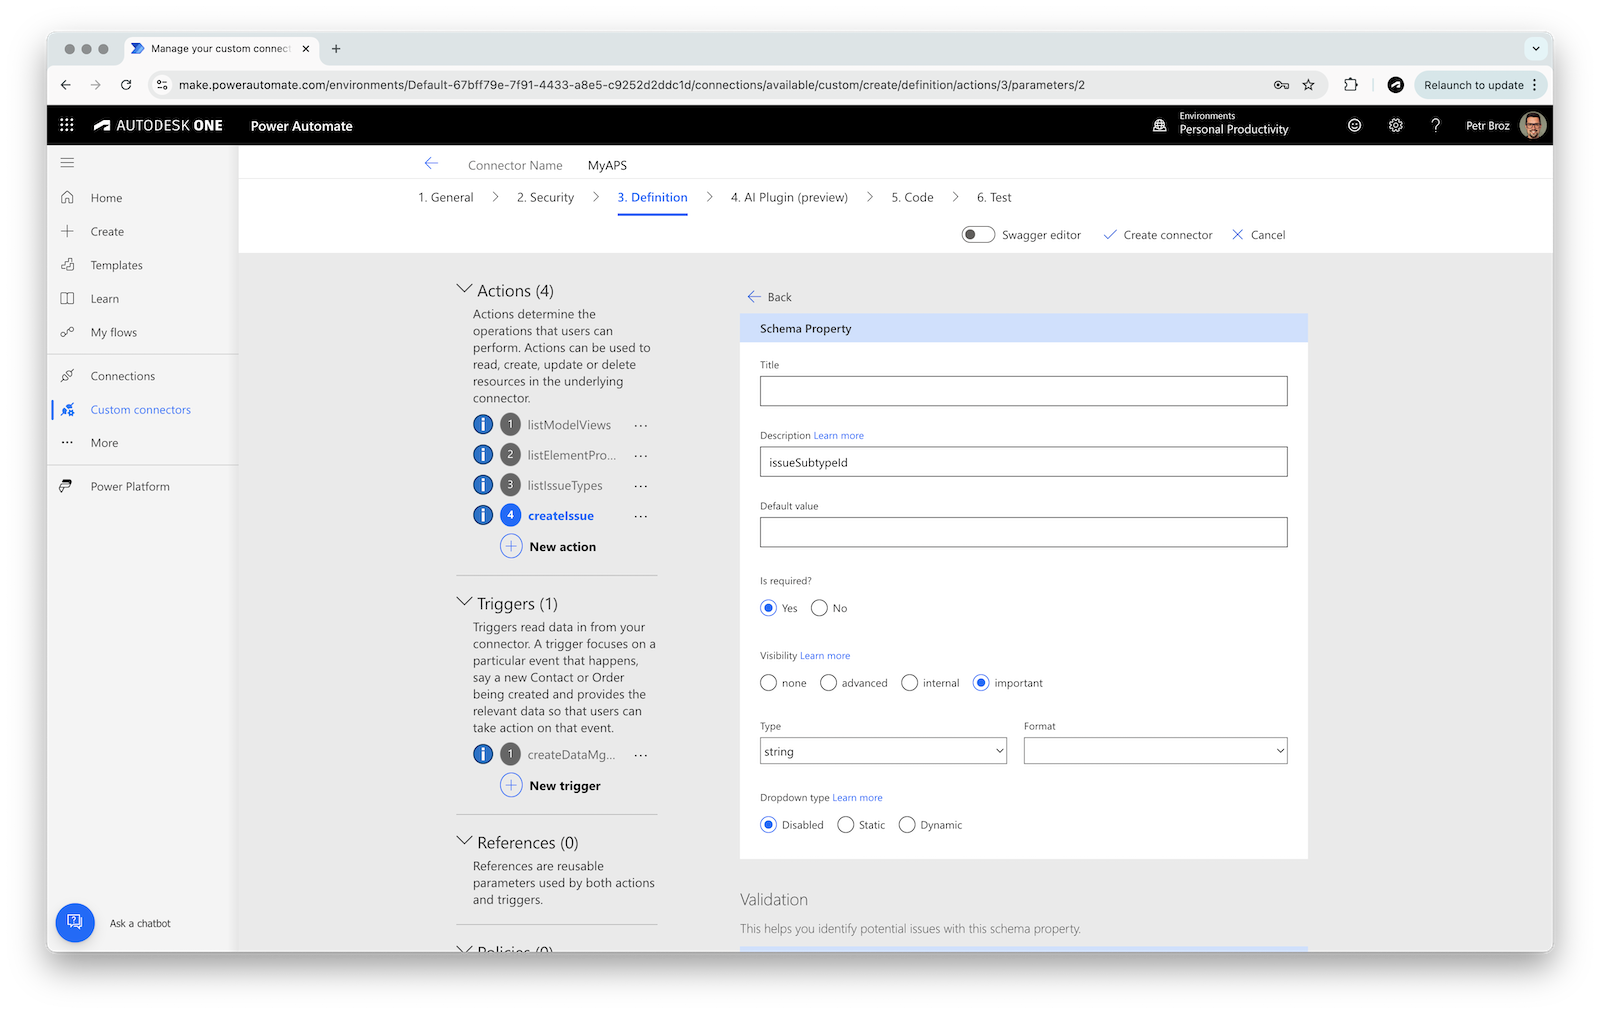 Manage your custom connect
make.powerautomate.com/environments/Default-67bff79e-7f91-4433-a8e5-c9252d2ddc1d/connections/available/custom/create/definition/actions/3/parameters/2
Relaunch to update
AUTODESK ONE
Power Automate
Environments
Personal Productivity
Petr Broz
Home
Create
Templates
Learn
My flows
Connections
Custom connectors
More
Power Platform
Ask a chatbot
Connector Name
MyAPS
1. General
2. Security
3. Definition
4. AI Plugin (preview)
5. Code
6. Test
Swagger editor
Create connector
Cancel
Actions (4)
Actions determine the
operations that users can
perform. Actions can be used to
read, create, update or delete
resources in the underlying
connector.
1 listModelViews ...
2 listElementPro... ...
3 listIssueTypes ...
4 createIssue ...
New action
Triggers (1)
Triggers read data in from your
connector. A trigger focuses on a
particular event that happens,
say a new Contact or Order
being created and provides the
relevant data so that users can
take action on that event.
1 createDataMg... ...
New trigger
References (0)
References are reusable
parameters used by both actions
and triggers.
Policies (0)
Back
Schema Property
Title
Description Learn more
issueSubtypeId
Default value
Is required?
Yes No
Visibility Learn more
none advanced internal important
Type
string
Format
Dropdown type Learn more
Disabled Static Dynamic
Validation
This helps you identify potential issues with this schema property.